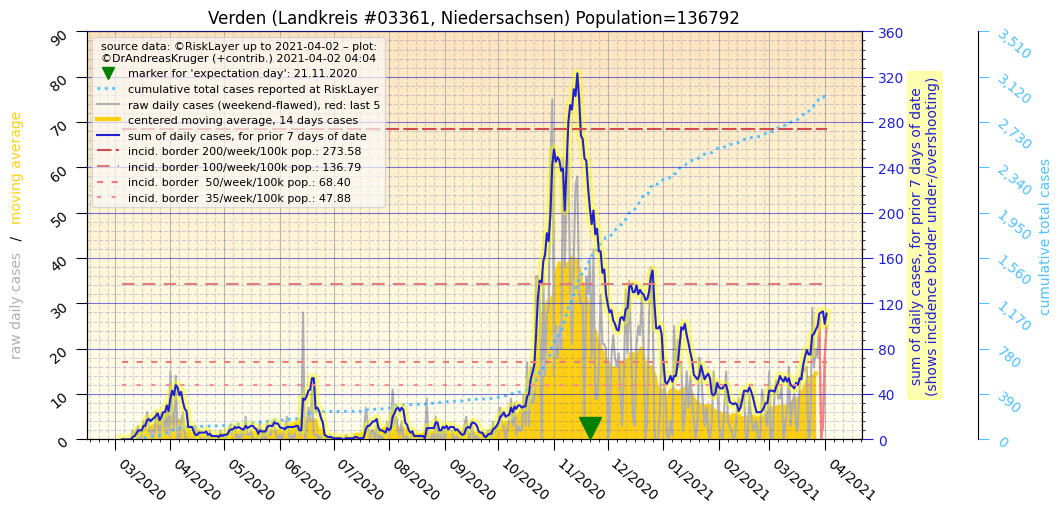 Verden (Landkreis #03361, Niedersachsen) Population=136792
source data: ©RiskLayer up to 2021-04-02 – plot:
©DrAndreasKruger (+contrib.) 2021-04-02 04:04
marker for 'expectation day': 21.11.2020
cumulative total cases reported at RiskLayer
raw daily cases (weekend-flawed), red: last 5
centered moving average, 14 days cases
sum of daily cases, for prior 7 days of date
incid. border 200/week/100k pop.: 273.58
incid. border 100/week/100k pop.: 136.79
incid. border  50/week/100k pop.: 68.40
incid. border  35/week/100k pop.: 47.88
raw daily cases / moving average
90
80
70
60
50
40
30
20
10
0
03/2020
04/2020
05/2020
06/2020
07/2020
08/2020
09/2020
10/2020
11/2020
12/2020
01/2021
02/2021
03/2021
04/2021
360
320
280
240
200
160
120
80
40
0
sum of daily cases, for prior 7 days of date
(shows incidence border under-/overshooting)
3,510
3,120
2,730
2,340
1,950
1,560
1,170
780
390
0
cumulative total cases